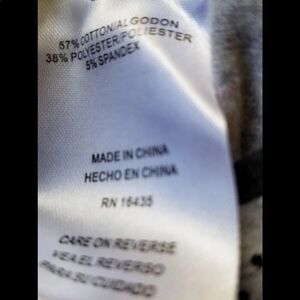 57% COTTON/ALGODON
38% POLYESTER/POLIESTER
5% SPANDEX
MADE IN CHINA
HECHO EN CHINA
RN 16435
CARE ON REVERSE
VEA EL REVERSO
PARA SU CUIDADO